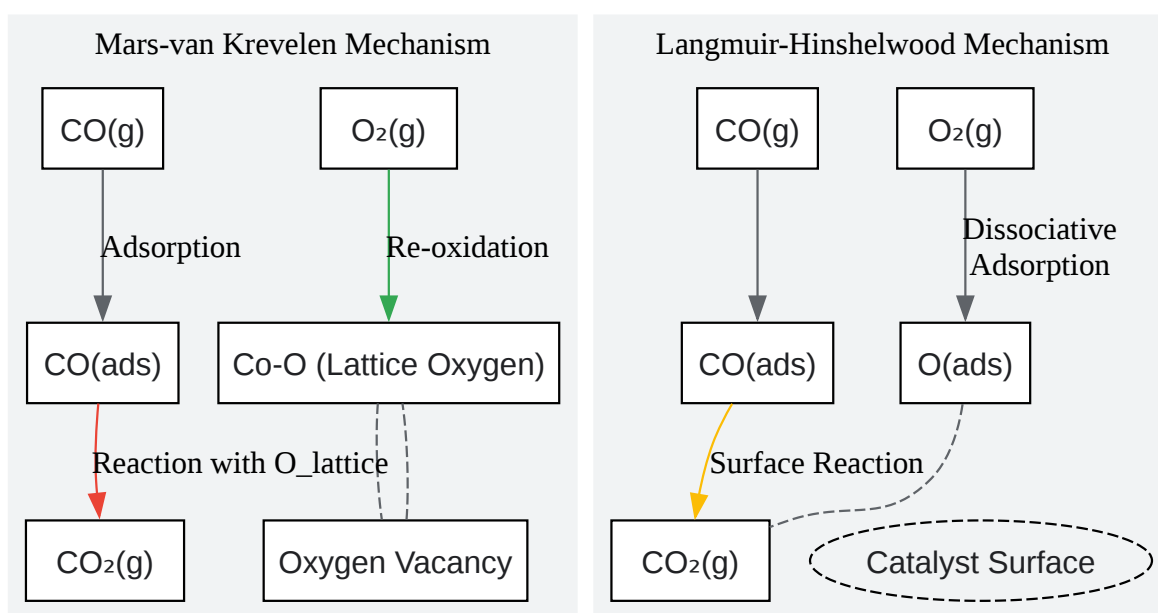 Mars-van Krevelen Mechanism
CO(g)
O₂(g)
Adsorption
Re-oxidation
CO(ads)
Co-O (Lattice Oxygen)
Reaction with O_lattice
CO₂(g)
Oxygen Vacancy
Langmuir-Hinshelwood Mechanism
CO(g)
O₂(g)
Dissociative
Adsorption
CO(ads)
O(ads)
Surface Reaction
CO₂(g)
Catalyst Surface